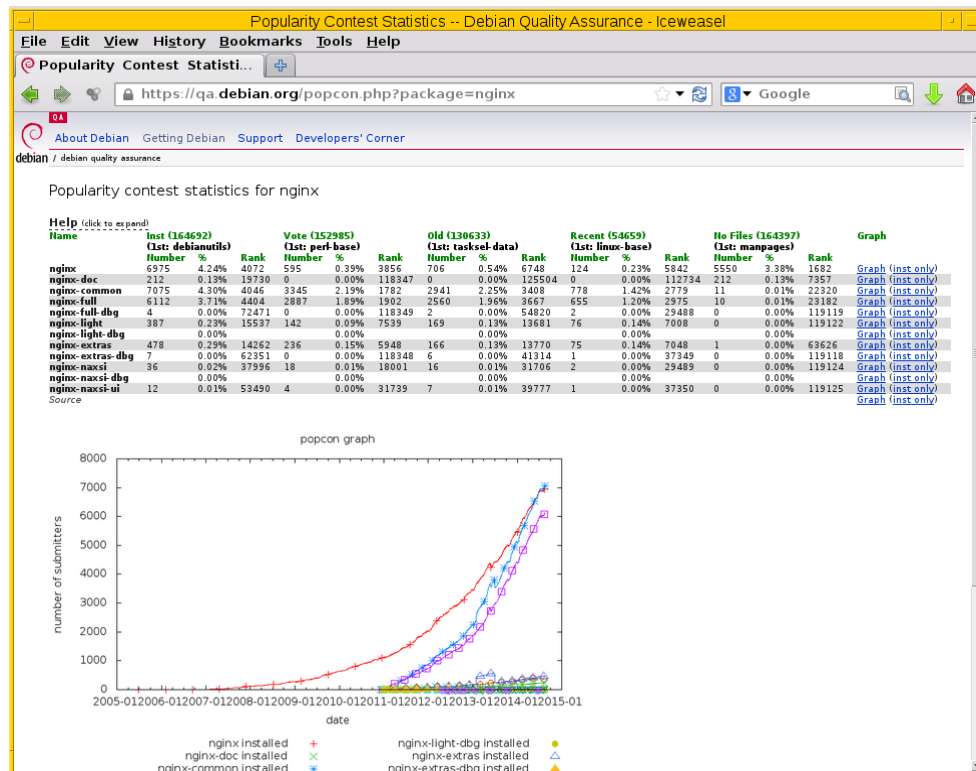 Popularity Contest Statistics -- Debian Quality Assurance - Iceweasel
File Edit View History Bookmarks Tools Help
Popularity Contest Statisti...
https://qa.debian.org/popcon.php?package=nginx
Google
QA
About Debian Getting Debian Support Developers' Corner
debian / debian quality assurance
Popularity contest statistics for nginx
Help (click to expand)
Name Inst (164692) Vote (152985) Old (130633) Recent (54659) No Files (164397) Graph
(1st: debianutils) (1st: perl-base) (1st: tasksel-data) (1st: linux-base) (1st: manpages)
Number % Rank Number % Rank Number % Rank Number % Rank Number % Rank
nginx 6975 4.24% 4072 595 0.39% 3856 706 0.54% 6748 124 0.23% 5842 5550 3.38% 1682 Graph (inst only)
nginx-doc 212 0.13% 19730 0 0.00% 118347 0 0.00% 125504 0 0.00% 112734 212 0.13% 7357 Graph (inst only)
nginx-common 7075 4.30% 4046 3345 2.19% 1782 2941 2.25% 3408 778 1.42% 2779 11 0.01% 22320 Graph (inst only)
nginx-full 6112 3.71% 4404 2887 1.89% 1902 2560 1.96% 3667 655 1.20% 2975 10 0.01% 23182 Graph (inst only)
nginx-full-dbg 4 0.00% 72471 0 0.00% 118349 2 0.00% 54820 2 0.00% 29488 0 0.00% 119119 Graph (inst only)
nginx-light 387 0.23% 15537 142 0.09% 7539 169 0.13% 13681 76 0.14% 7008 0 0.00% 119122 Graph (inst only)
nginx-light-dbg 0.00% 0.00% 0.00% 0.00% 0.00% Graph (inst only)
nginx-extras 478 0.29% 14262 236 0.15% 5948 166 0.13% 13770 75 0.14% 7048 1 0.00% 63626 Graph (inst only)
nginx-extras-dbg 7 0.00% 62351 0 0.00% 118348 6 0.00% 41314 1 0.00% 37349 0 0.00% 119118 Graph (inst only)
nginx-naxsi 36 0.02% 37996 18 0.01% 18001 16 0.01% 31706 2 0.00% 29489 0 0.00% 119124 Graph (inst only)
nginx-naxsi-dbg 0.00% 0.00% 0.00% 0.00% 0.00% Graph (inst only)
nginx-naxsi-ui 12 0.01% 53490 4 0.00% 31739 7 0.01% 39777 1 0.00% 37350 0 0.00% 119125 Graph (inst only)
Source Graph (inst only)
popcon graph
8000
7000
6000
5000
4000
3000
2000
1000
0
number of submitters
2005-01 2006-01 2007-01 2008-01 2009-01 2010-01 2011-01 2012-01 2013-01 2014-01 2015-01
date
nginx installed nginx-light-dbg installed
nginx-doc installed nginx-extras installed
nginx-common installed nginx-extras-dbg installed